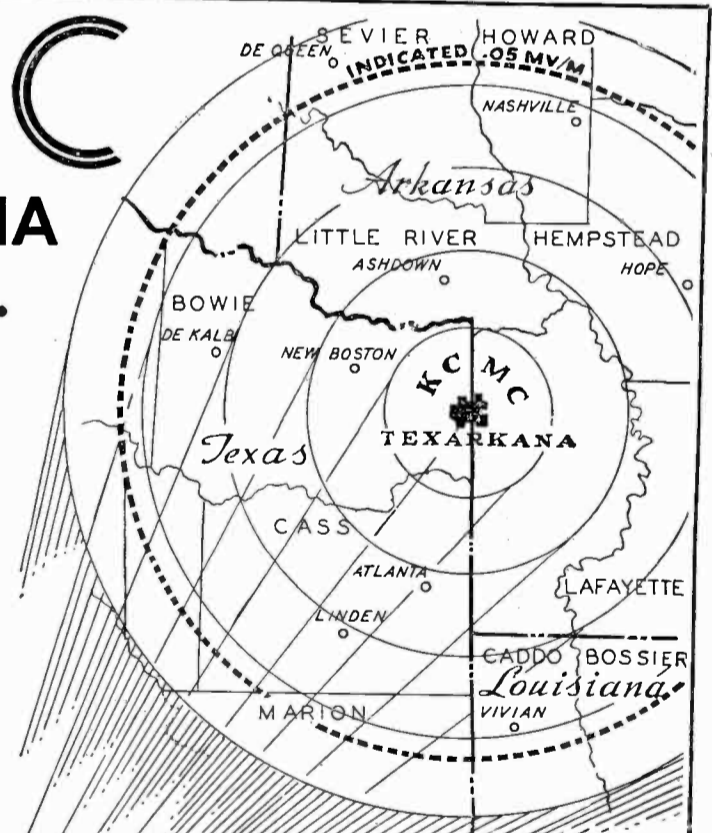 C
SEVIER HOWARD
DE QUEEN
INDICATED .05 MV/M
NASHVILLE
Arkansas
NA
LITTLE RIVER HEMPSTEAD
ASHDOWN
HOPE
.
BOWIE
DE KALB
NEW BOSTON
KCMC
TEXARKANA
Texas
CASS
ATLANTA
LAFAYETTE
LINDEN
CADDO BOSSIER
Louisiana
MARION
VIVIAN